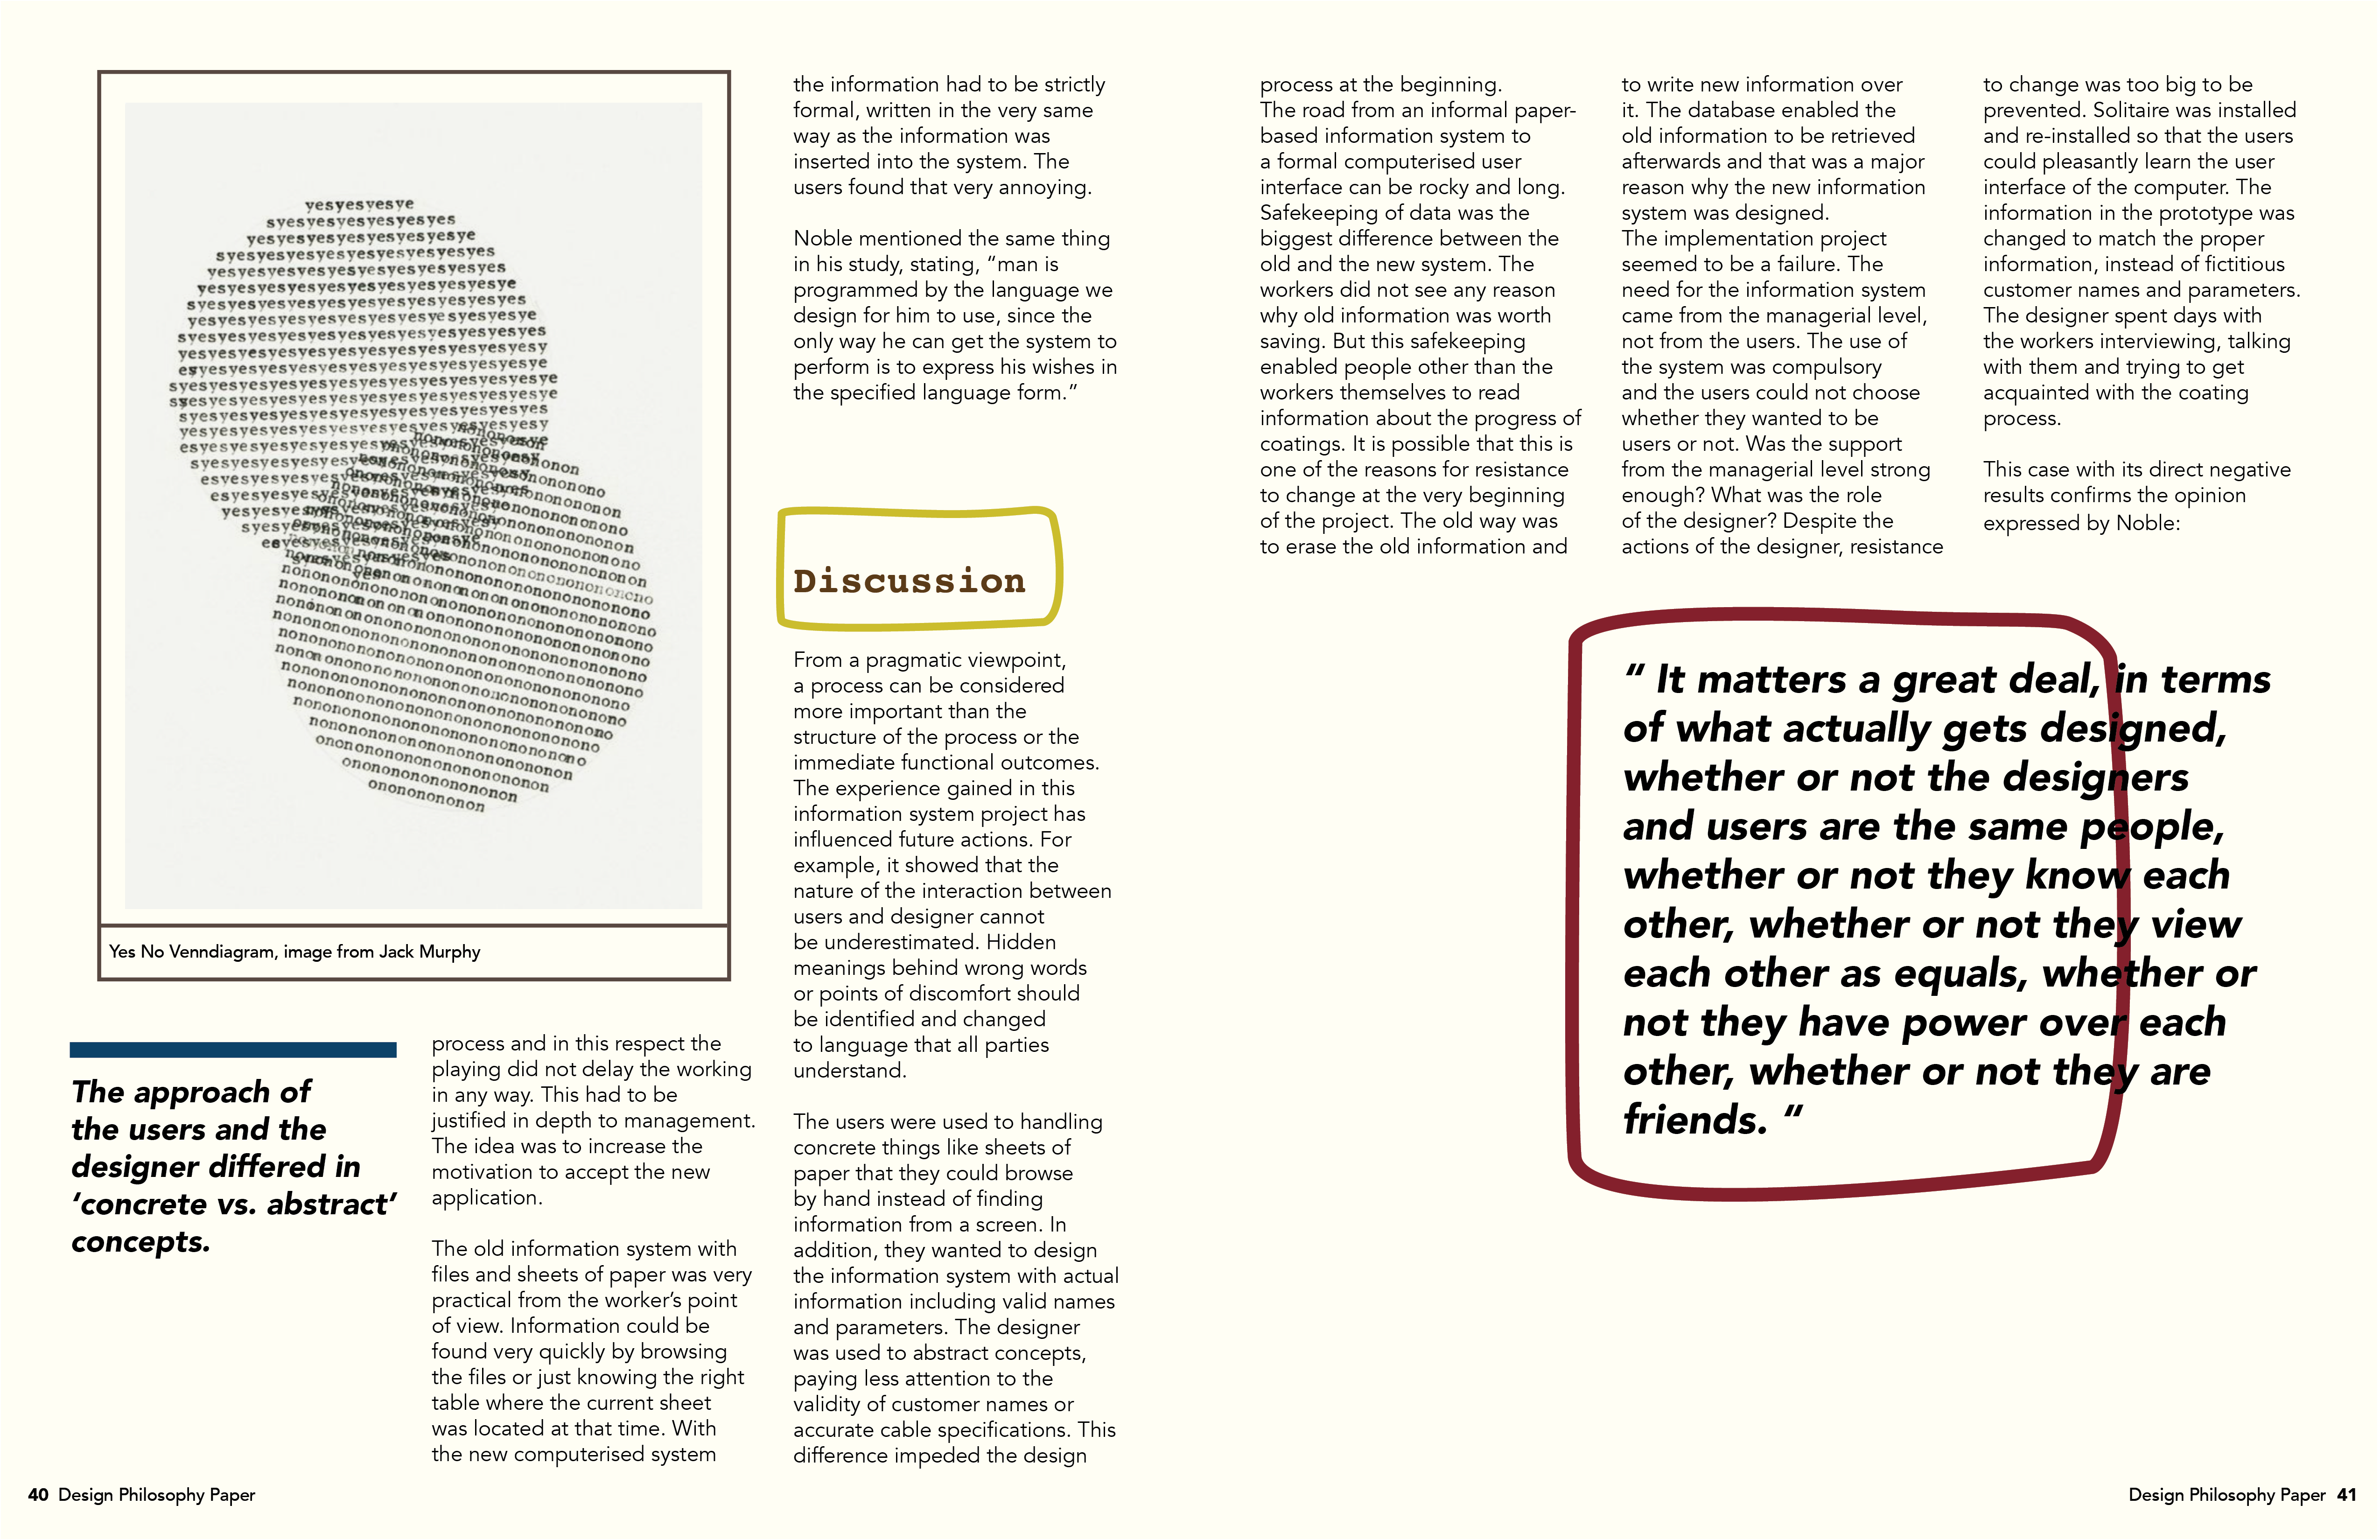 yesyesyesye
syesyesyesyesyesyes
yesyesyesyesyesyesyesye
syesyesyesyesyesyesyesyesyes
yesyesyesyesyesyesyesyesyesyes
onononononon
Yes No Venndiagram, image from Jack Murphy
The approach of
the users and the
designer differed in
‘concrete vs. abstract’
concepts.
process and in this respect the
playing did not delay the working
in any way. This had to be
justified in depth to management.
The idea was to increase the
motivation to accept the new
application.
The old information system with
files and sheets of paper was very
practical from the worker’s point
of view. Information could be
found very quickly by browsing
the files or just knowing the right
table where the current sheet
was located at that time. With
the new computerised system
the information had to be strictly
formal, written in the very same
way as the information was
inserted into the system. The
users found that very annoying.
Noble mentioned the same thing
in his study, stating, “man is
programmed by the language we
design for him to use, since the
only way he can get the system to
perform is to express his wishes in
the specified language form.”
Discussion
From a pragmatic viewpoint,
a process can be considered
more important than the
structure of the process or the
immediate functional outcomes.
The experience gained in this
information system project has
influenced future actions. For
example, it showed that the
nature of the interaction between
users and designer cannot
be underestimated. Hidden
meanings behind wrong words
or points of discomfort should
be identified and changed
to language that all parties
understand.
The users were used to handling
concrete things like sheets of
paper that they could browse
by hand instead of finding
information from a screen. In
addition, they wanted to design
the information system with actual
information including valid names
and parameters. The designer
was used to abstract concepts,
paying less attention to the
validity of customer names or
accurate cable specifications. This
difference impeded the design
40 Design Philosophy Paper
process at the beginning.
The road from an informal paper-
based information system to
a formal computerised user
interface can be rocky and long.
Safekeeping of data was the
biggest difference between the
old and the new system. The
workers did not see any reason
why old information was worth
saving. But this safekeeping
enabled people other than the
workers themselves to read
information about the progress of
coatings. It is possible that this is
one of the reasons for resistance
to change at the very beginning
of the project. The old way was
to erase the old information and
to write new information over
it. The database enabled the
old information to be retrieved
afterwards and that was a major
reason why the new information
system was designed.
The implementation project
seemed to be a failure. The
need for the information system
came from the managerial level,
not from the users. The use of
the system was compulsory
and the users could not choose
whether they wanted to be
users or not. Was the support
from the managerial level strong
enough? What was the role
of the designer? Despite the
actions of the designer, resistance
to change was too big to be
prevented. Solitaire was installed
and re-installed so that the users
could pleasantly learn the user
interface of the computer. The
information in the prototype was
changed to match the proper
information, instead of fictitious
customer names and parameters.
The designer spent days with
the workers interviewing, talking
with them and trying to get
acquainted with the coating
process.
This case with its direct negative
results confirms the opinion
expressed by Noble:
“ It matters a great deal, in terms
of what actually gets designed,
whether or not the designers
and users are the same people,
whether or not they know each
other, whether or not they view
each other as equals, whether or
not they have power over each
other, whether or not they are
friends. “
Design Philosophy Paper 41